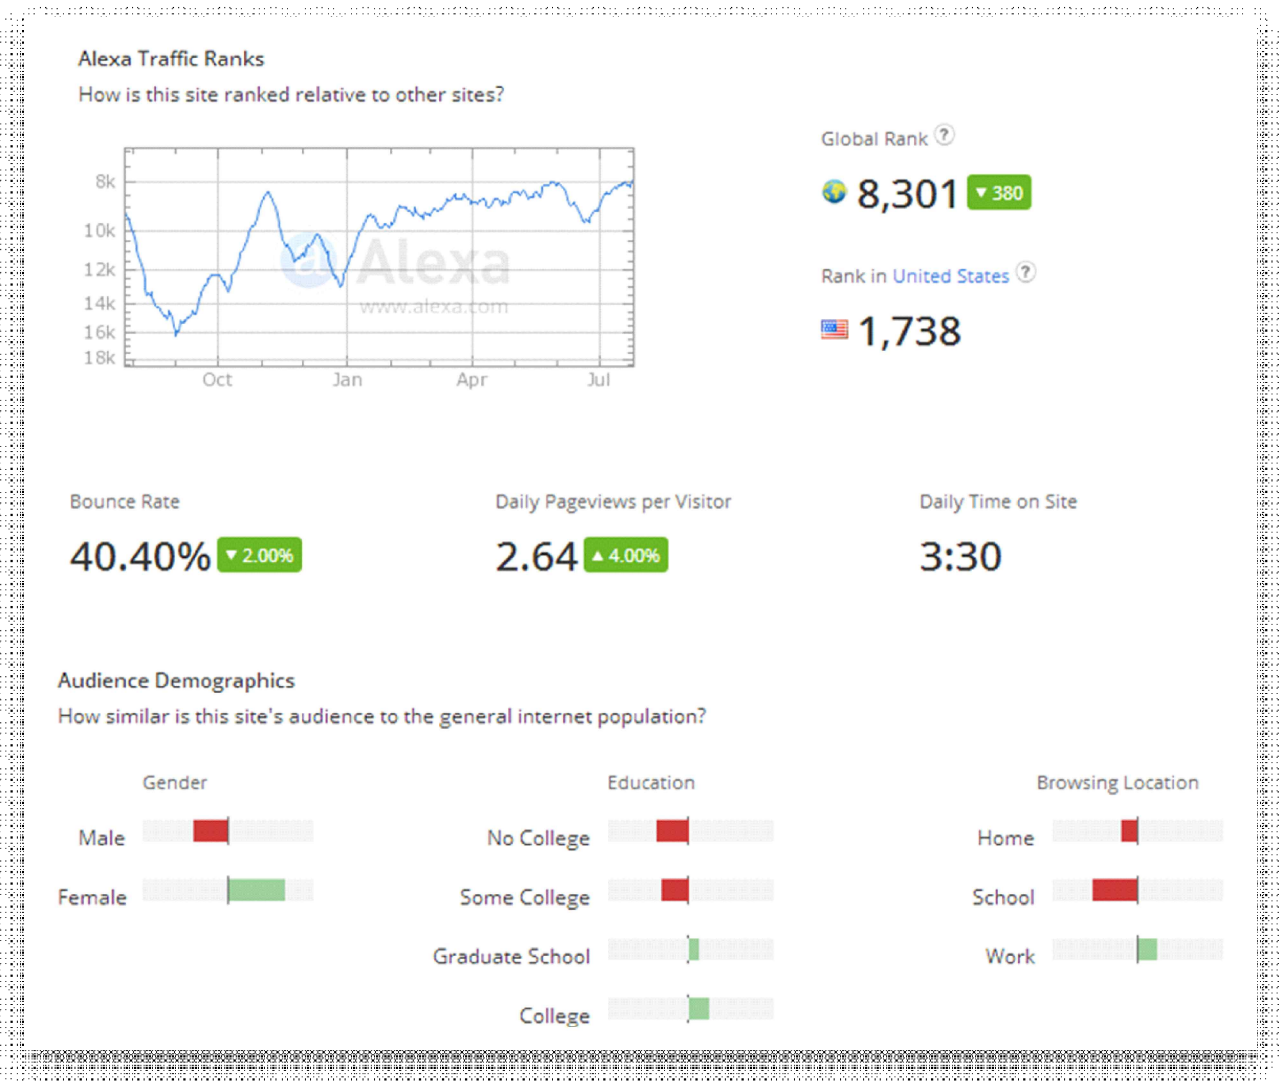 Alexa Traffic Ranks
How is this site ranked relative to other sites?
8k
10k
12k
14k
16k
18k
Oct Jan Apr Jul
Alexa
www.alexa.com
Global Rank ?
8,301 ▼ 380
Rank in United States ?
1,738
Bounce Rate
40.40% ▼ 2.00%
Daily Pageviews per Visitor
2.64 ▲ 4.00%
Daily Time on Site
3:30
Audience Demographics
How similar is this site's audience to the general internet population?
Gender
Male
Female
Education
No College
Some College
Graduate School
College
Browsing Location
Home
School
Work